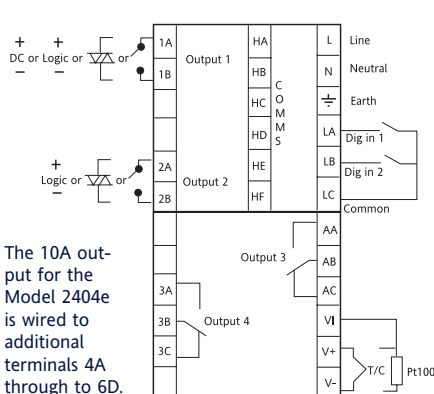 + + 1A HA L Line
DC or Logic or or Output 1
− − 1B HB N Neutral
C
O
M
M
S
HC Earth
HD LA Dig in 1
+ 2A HE LB Dig in 2
Logic or or Output 2
− 2B HF LC
Common
AA
Output 3 AB
AC
3A
3B Output 4
3C
VI
V+
T/C Pt100
V-
The 10A out-
put for the
Model 2404e
is wired to
additional
terminals 4A
through to 6D.